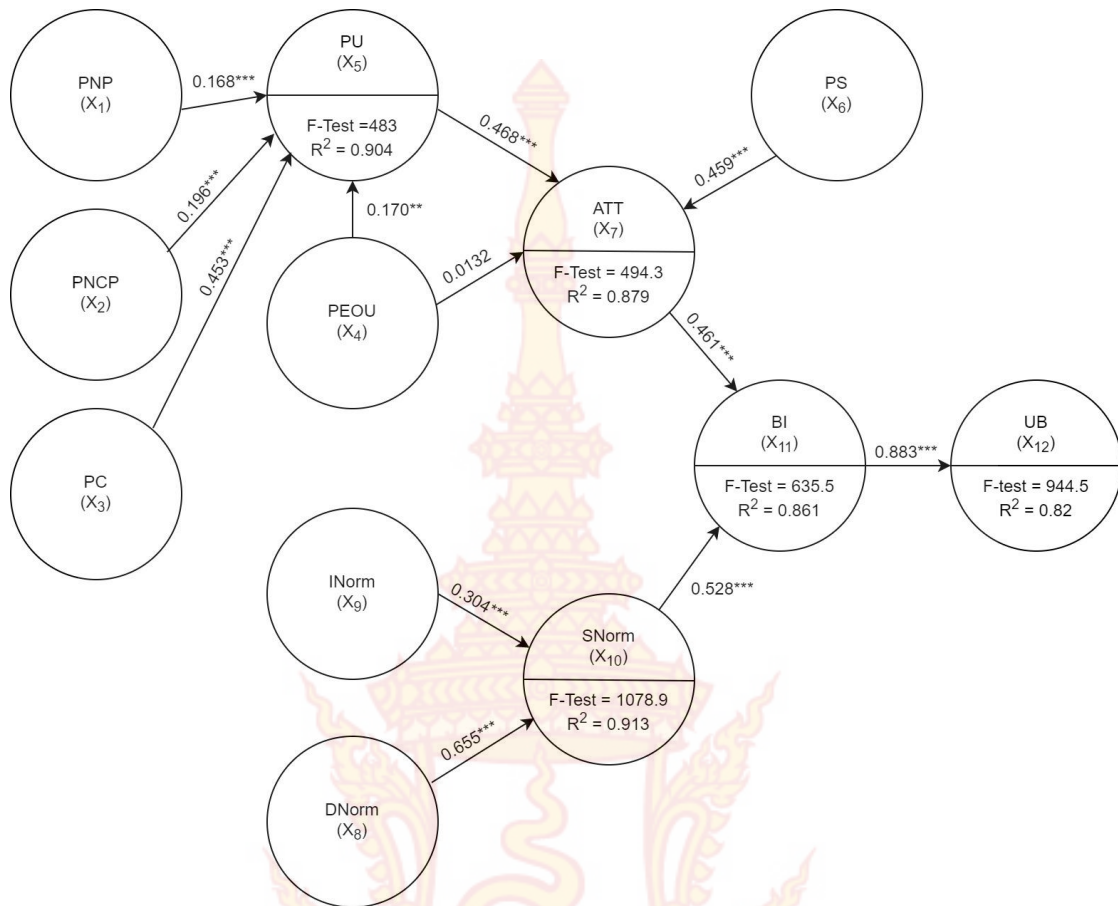 PNP
(X1)
0.168***
PU
(X5)
F-Test =483
R2 = 0.904
PS
(X6)
0.468***
0.459***
0.196***
0.453***
0.170**
PNCP
(X2)
PEOU
(X4)
0.0132
ATT
(X7)
F-Test = 494.3
R2 = 0.879
0.461***
PC
(X3)
BI
(X11)
F-Test = 635.5
R2 = 0.861
0.883***
UB
(X12)
F-test = 944.5
R2 = 0.82
INorm
(X9)
0.304***
0.528***
SNorm
(X10)
F-Test = 1078.9
R2 = 0.913
0.655***
DNorm
(X8)